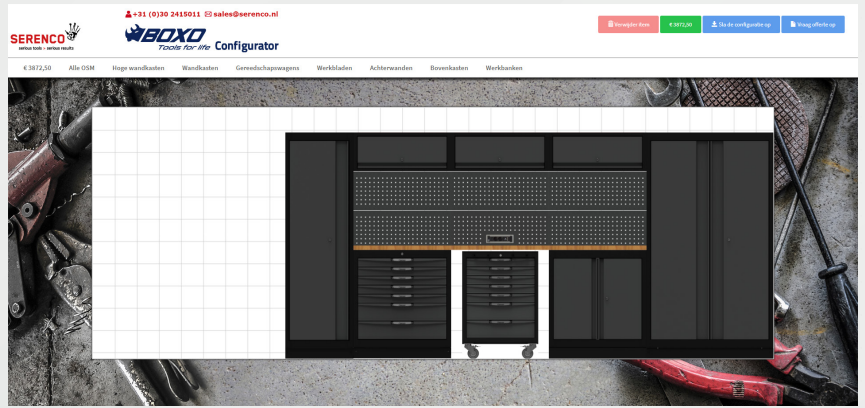 +31 (0)30 2415011 sales@serenco.nl
SERENCO
serious tools > serious results
BOXO
Tools for life Configurator
Verwijder item
€ 3872,50
Sla de configuratie op
Vraag offerte op
€ 3872,50 Alle OSM Hoge wandkasten Wandkasten Gereedschapswagens Werkbladen Achterwanden Bovenkasten Werkbanken